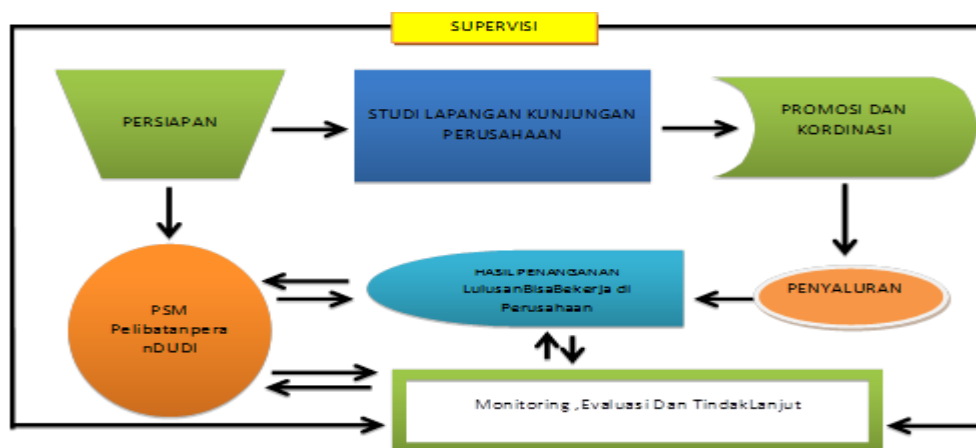 SUPERVISI
PERSIAPAN
STUDI LAPANGAN KUNJUNGAN
PERUSAHAAN
PROMOSI DAN
KORDINASI
HASIL PENANGANAN
LulusanBisaBekerja di
Perusahaan
PENYALURAN
PSM
Pelibatanpera
nDUDI
Monitoring ,Evaluasi Dan TindakLanjut